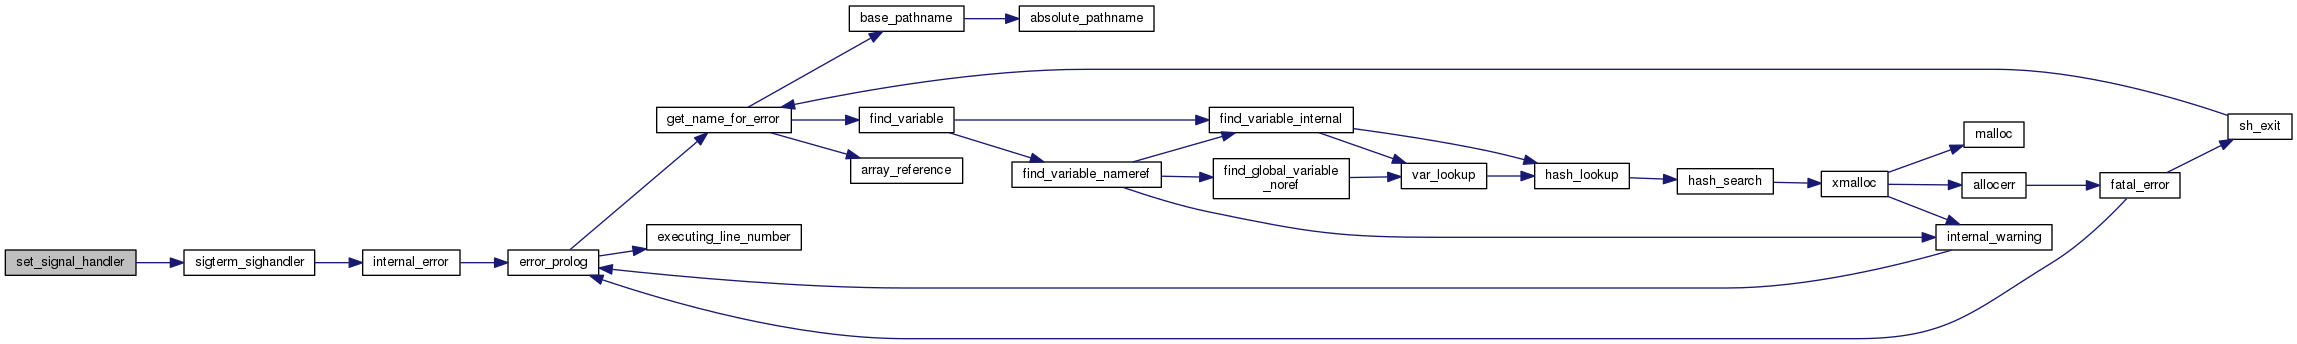 base_pathname
absolute_pathname
get_name_for_error
find_variable
find_variable_internal
sh_exit
malloc
array_reference
find_variable_nameref
find_global_variable
_noref
var_lookup
hash_lookup
hash_search
xmalloc
allocerr
fatal_error
executing_line_number
internal_warning
set_signal_handler
sigterm_sighandler
internal_error
error_prolog